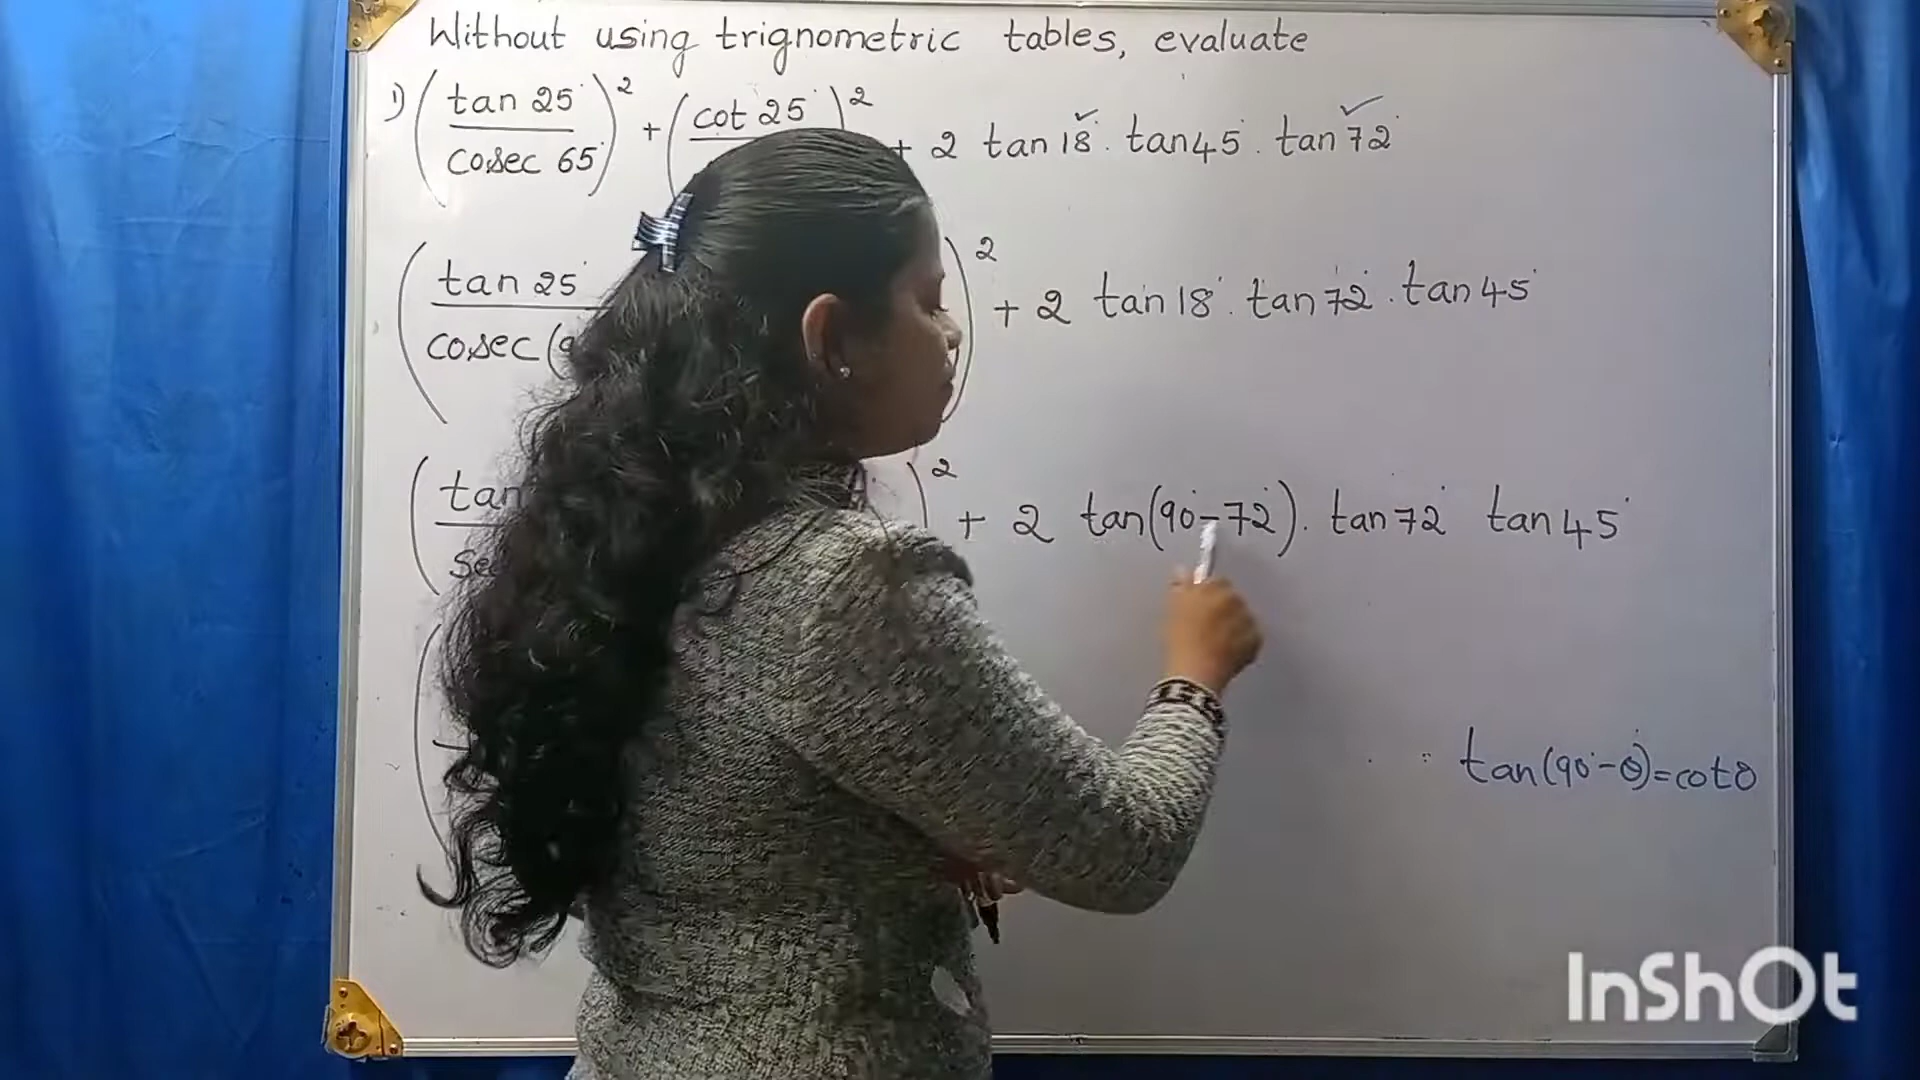 Without using trignometric tables, evaluate
1) (tan 25° / cosec 65°)² + (cot 25° )² + 2 tan 18°. tan 45°. tan 72°
(tan 25° / cosec ( )² + 2 tan 18°. tan 72°. tan 45°
(tan )² + 2 tan(90°-72°). tan 72° tan 45°
tan(90°-θ)=cotθ
InShOt